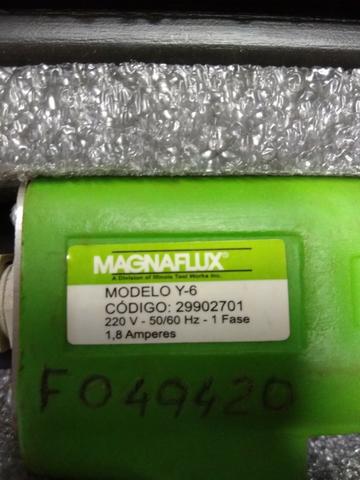 MAGNAFLUX®
A Division of Illinois Tool Works Inc.
MODELO Y-6
CÓDIGO: 29902701
220 V - 50/60 Hz - 1 Fase
1,8 Amperes
F049420